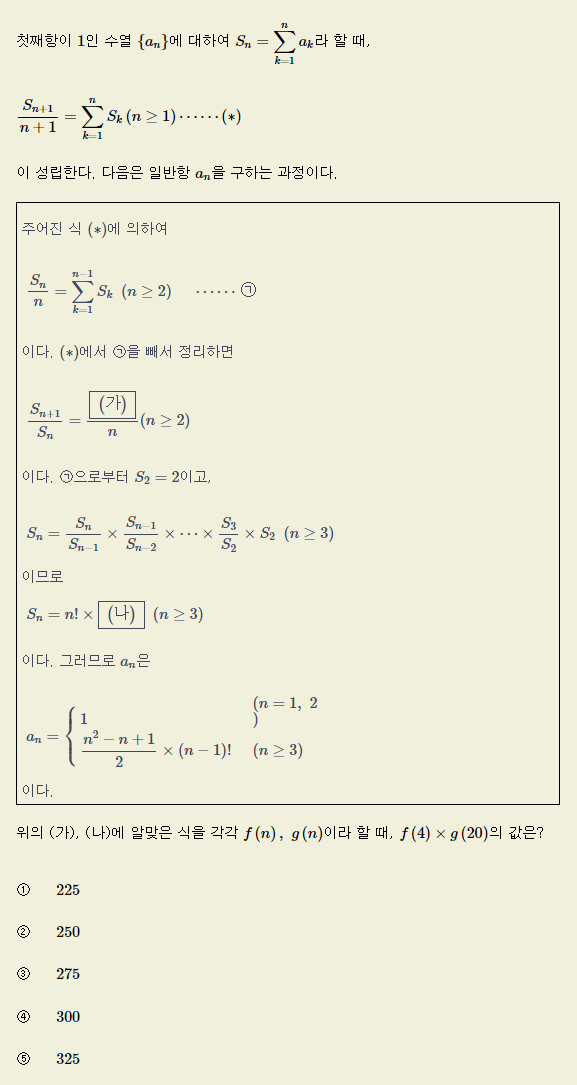 첫째항이 1인 수열 {aₙ}에 대하여 $S_n=\sum_{k=1}^{n}a_k$라 할 때,
$\frac{S_{n+1}}{n+1}=\sum_{k=1}^{n}S_k\,(n\geq 1)\cdots\cdots(*)$
이 성립한다. 다음은 일반항 $a_n$을 구하는 과정이다.
주어진 식 (*)에 의하여
$\frac{S_n}{n}=\sum_{k=1}^{n-1}S_k\ (n\geq 2)\quad\cdots\cdots$ ㉠
이다. (*)에서 ㉠을 빼서 정리하면
$\frac{S_{n+1}}{S_n}=\frac{\boxed{(가)}}{n}(n\geq 2)$
이다. ㉠으로부터 $S_2=2$이고,
$S_n=\frac{S_n}{S_{n-1}}\times\frac{S_{n-1}}{S_{n-2}}\times\cdots\times\frac{S_3}{S_2}\times S_2\ (n\geq 3)$
이므로
$S_n=n!\times\boxed{(나)}\ (n\geq 3)$
이다. 그러므로 $a_n$은
$a_n=\begin{cases}1 & (n=1,\ 2)\\ \frac{n^2-n+1}{2}\times(n-1)! & (n\geq 3)\end{cases}$
이다.
위의 (가), (나)에 알맞은 식을 각각 $f(n),\ g(n)$이라 할 때, $f(4)\times g(20)$의 값은?
① 225
② 250
③ 275
④ 300
⑤ 325